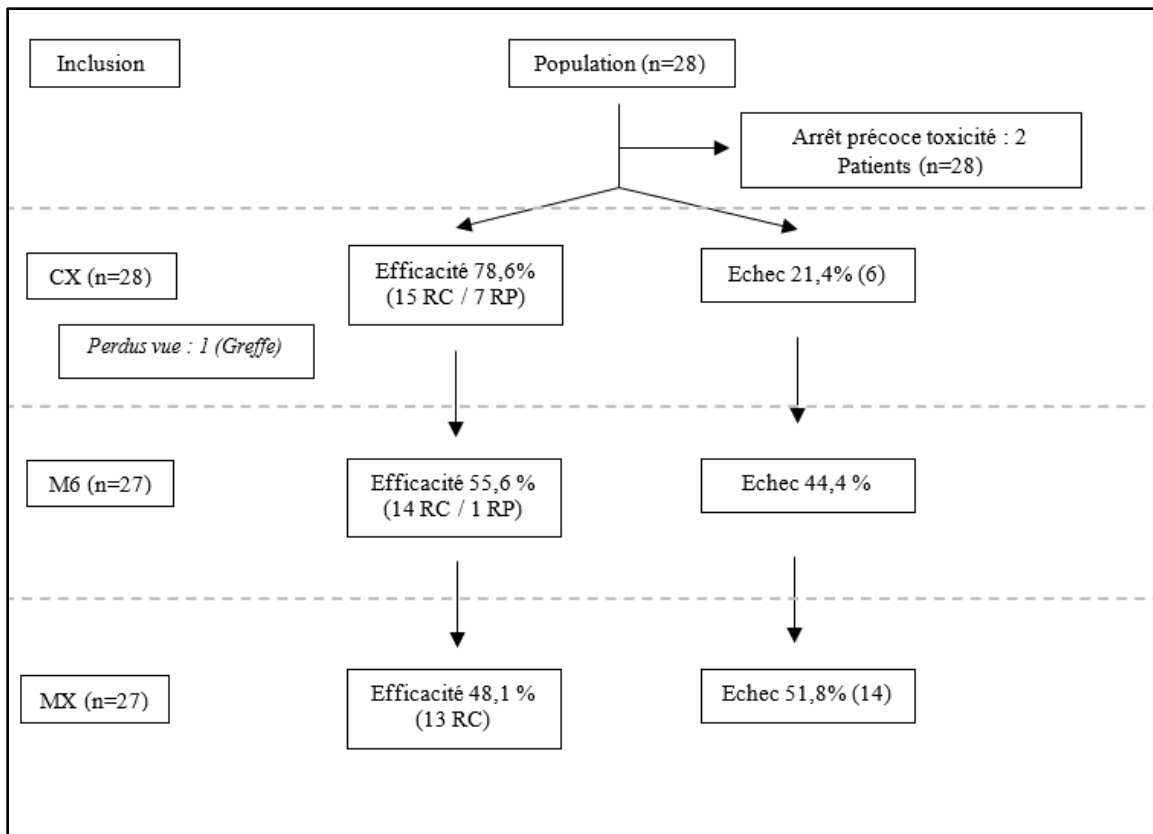 Inclusion
Population (n=28)
Arrêt précoce toxicité : 2
Patients (n=28)
CX (n=28)
Efficacité 78,6%
(15 RC / 7 RP)
Echec 21,4% (6)
Perdus vue : 1 (Greffe)
M6 (n=27)
Efficacité 55,6 %
(14 RC / 1 RP)
Echec 44,4 %
MX (n=27)
Efficacité 48,1 %
(13 RC)
Echec 51,8% (14)